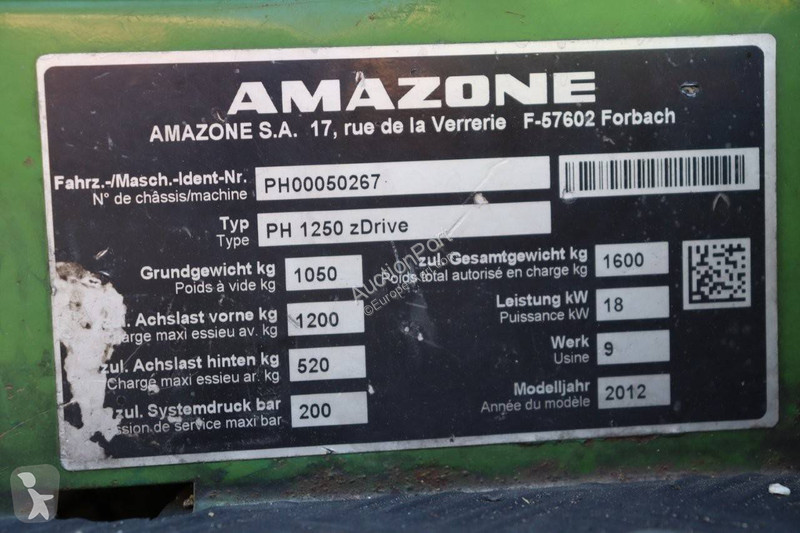 AMAZONE
AMAZONE S.A. 17, rue de la Verrerie F-57602 Forbach
Fahrz.-/Masch.-Ident-Nr. PH00050267
N° de châssis/machine
Typ PH 1250 zDrive
Type
Grundgewicht kg 1050
Poids à vide kg
zul. Gesamtgewicht kg 1600
Poids total autorisé en charge kg
. Achslast vorne kg 1200
harge maxi essieu av. kg
Leistung kW 18
Puissance kW
zul. Achslast hinten kg 520
Charge maxi essieu ar. kg
Werk 9
Usine
zul. Systemdruck bar 200
ssion de service maxi bar
Modelljahr 2012
Année du modèle